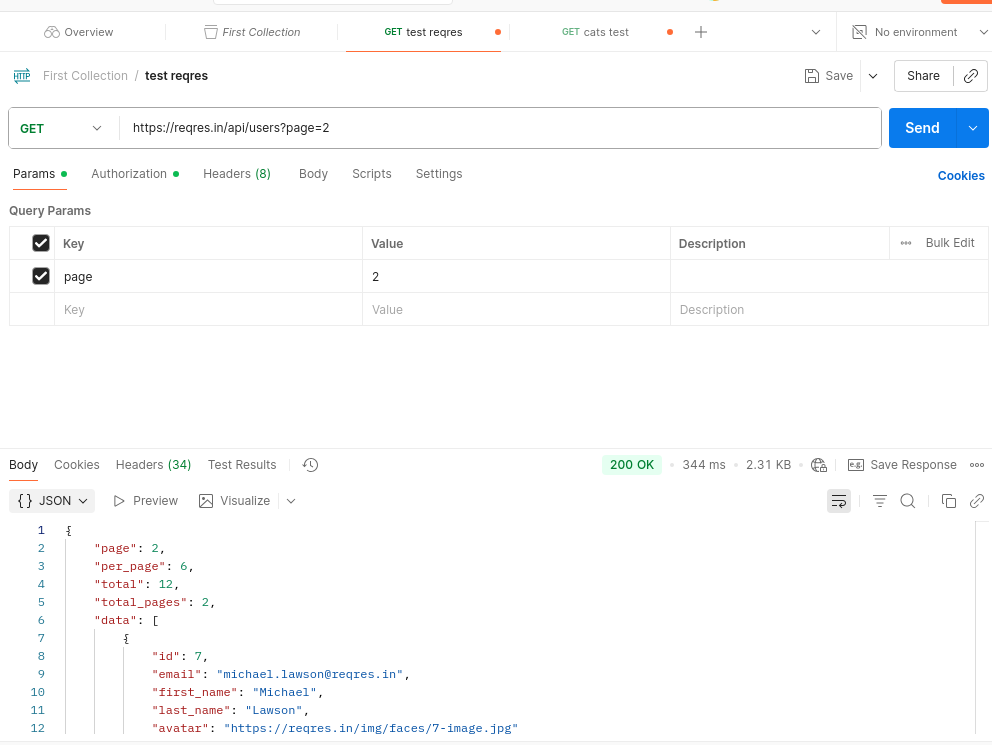 Overview
First Collection
GET test reqres
GET cats test
No environment
HTTP First Collection / test reqres
Save
Share
GET
https://reqres.in/api/users?page=2
Send
Params
Authorization
Headers (8)
Body
Scripts
Settings
Cookies
Query Params
Key Value Description ••• Bulk Edit
page 2
Key Value Description
Body Cookies Headers (34) Test Results
200 OK • 344 ms • 2.31 KB • e.g. Save Response •••
{} JSON Preview Visualize
1 {
2 "page": 2,
3 "per_page": 6,
4 "total": 12,
5 "total_pages": 2,
6 "data": [
7 {
8 "id": 7,
9 "email": "michael.lawson@reqres.in",
10 "first_name": "Michael",
11 "last_name": "Lawson",
12 "avatar": "https://reqres.in/img/faces/7-image.jpg"